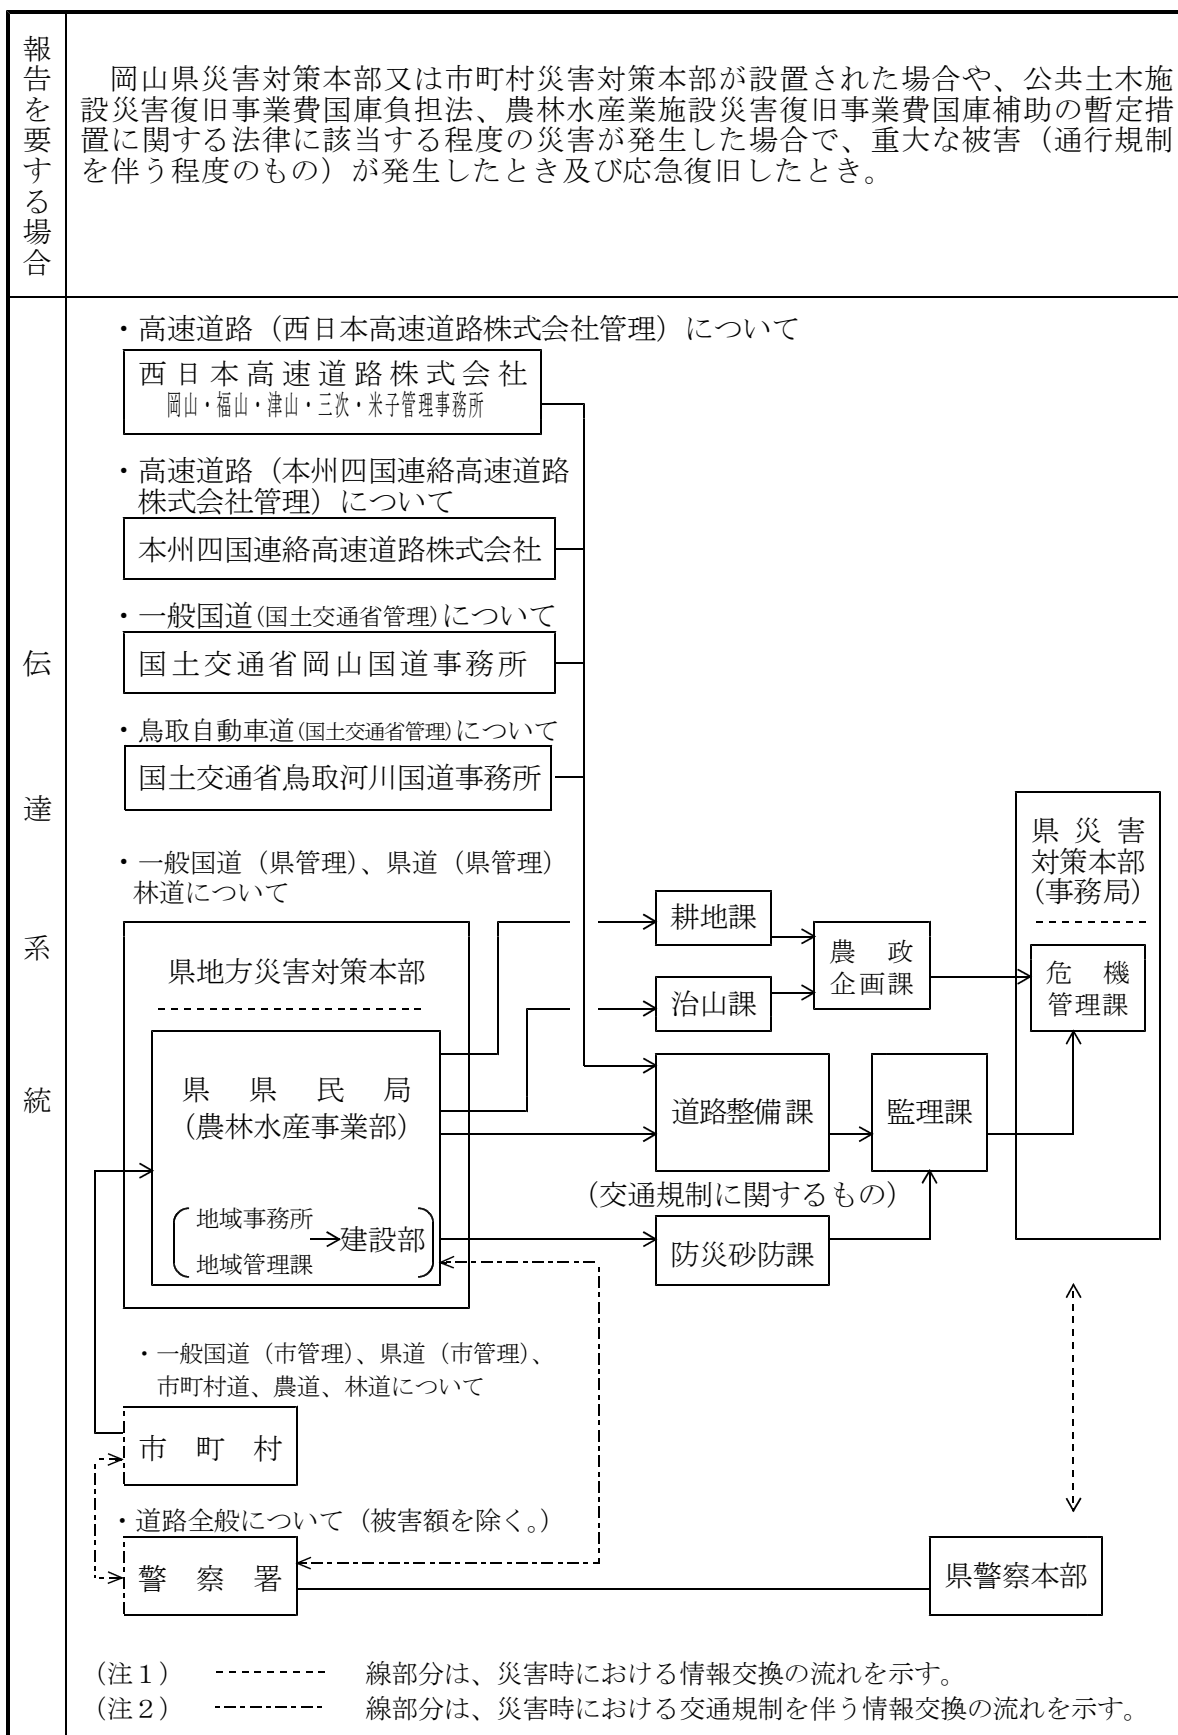 報告を要する場合
岡山県災害対策本部又は市町村災害対策本部が設置された場合や、公共土木施
設災害復旧事業費国庫負担法、農林水産業施設災害復旧事業費国庫補助の暫定措
置に関する法律に該当する程度の災害が発生した場合で、重大な被害（通行規制
を伴う程度のもの）が発生したとき及び応急復旧したとき。
伝達系統
・高速道路（西日本高速道路株式会社管理）について
西日本高速道路株式会社
岡山・福山・津山・三次・米子管理事務所
・高速道路（本州四国連絡高速道路
株式会社管理）について
本州四国連絡高速道路株式会社
・一般国道(国土交通省管理)について
国土交通省岡山国道事務所
・鳥取自動車道(国土交通省管理)について
国土交通省鳥取河川国道事務所
・一般国道（県管理）、県道（県管理）
林道について
県地方災害対策本部
県県民局
(農林水産事業部)
地域事務所
地域管理課
建設部
耕地課
治山課
農政
企画課
道路整備課
監理課
（交通規制に関するもの）
防災砂防課
県災害
対策本部
(事務局)
危機
管理課
・一般国道（市管理）、県道（市管理）、
市町村道、農道、林道について
市町村
・道路全般について（被害額を除く。）
警察署
県警察本部
（注１） 線部分は、災害時における情報交換の流れを示す。
（注２） 線部分は、災害時における交通規制を伴う情報交換の流れを示す。